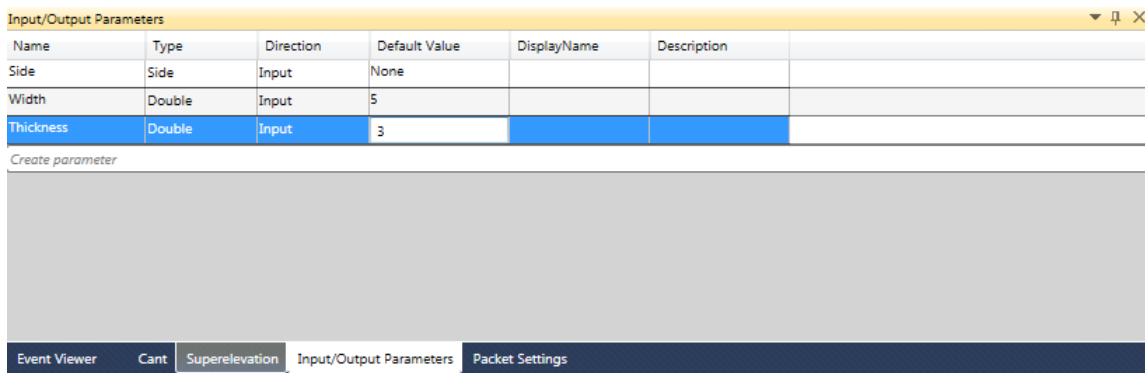 Input/Output Parameters
Name Type Direction Default Value DisplayName Description
Side Side Input None
Width Double Input 5
Thickness Double Input 3
Create parameter
Event Viewer Cant Superelevation Input/Output Parameters Packet Settings